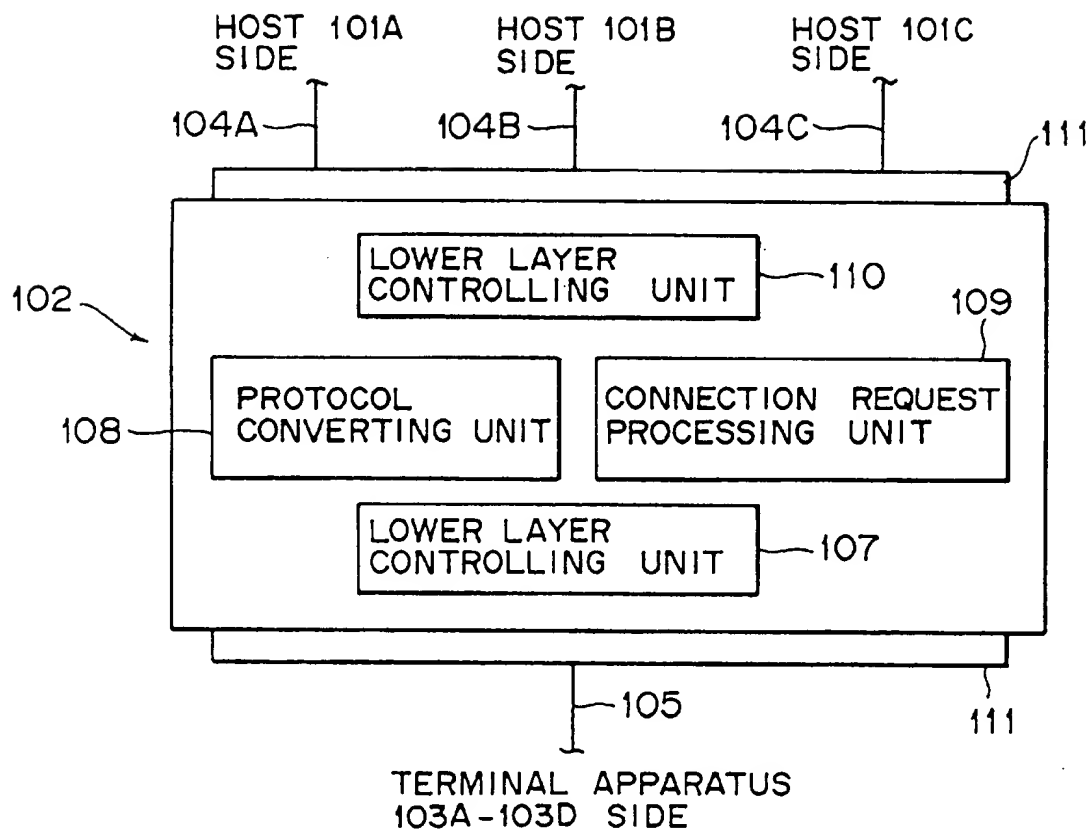 HOST 101A
SIDE
HOST 101B
SIDE
HOST 101C
SIDE
104A
104B
104C
111
LOWER LAYER
CONTROLLING UNIT
110
102
109
PROTOCOL
CONVERTING UNIT
108
CONNECTION REQUEST
PROCESSING UNIT
LOWER LAYER
CONTROLLING UNIT
107
105
111
TERMINAL APPARATUS
103A-103D SIDE